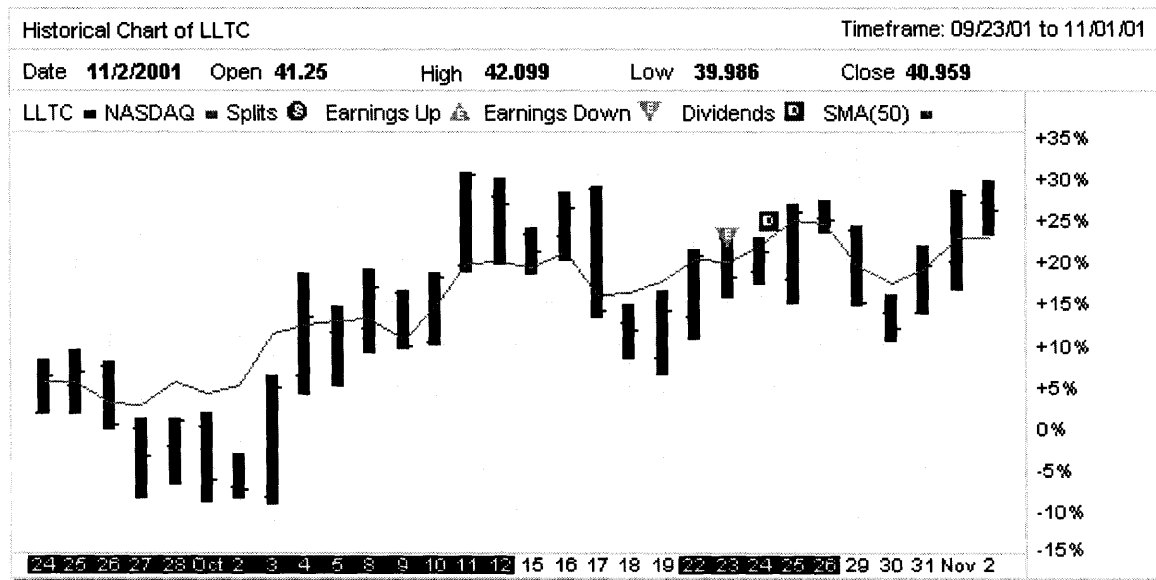 Historical Chart of LLTC Timeframe: 09/23/01 to 11/01/01
Date 11/2/2001 Open 41.25 High 42.099 Low 39.986 Close 40.959
LLTC NASDAQ Splits S Earnings Up E Earnings Down E Dividends D SMA(50)
+35%
+30%
E D +25%
+20%
+15%
+10%
+5%
0%
-5%
-10%
-15%
24 25 26 27 28 Oct 2 3 4 5 8 9 10 11 12 15 16 17 18 19 22 23 24 25 26 29 30 31 Nov 2